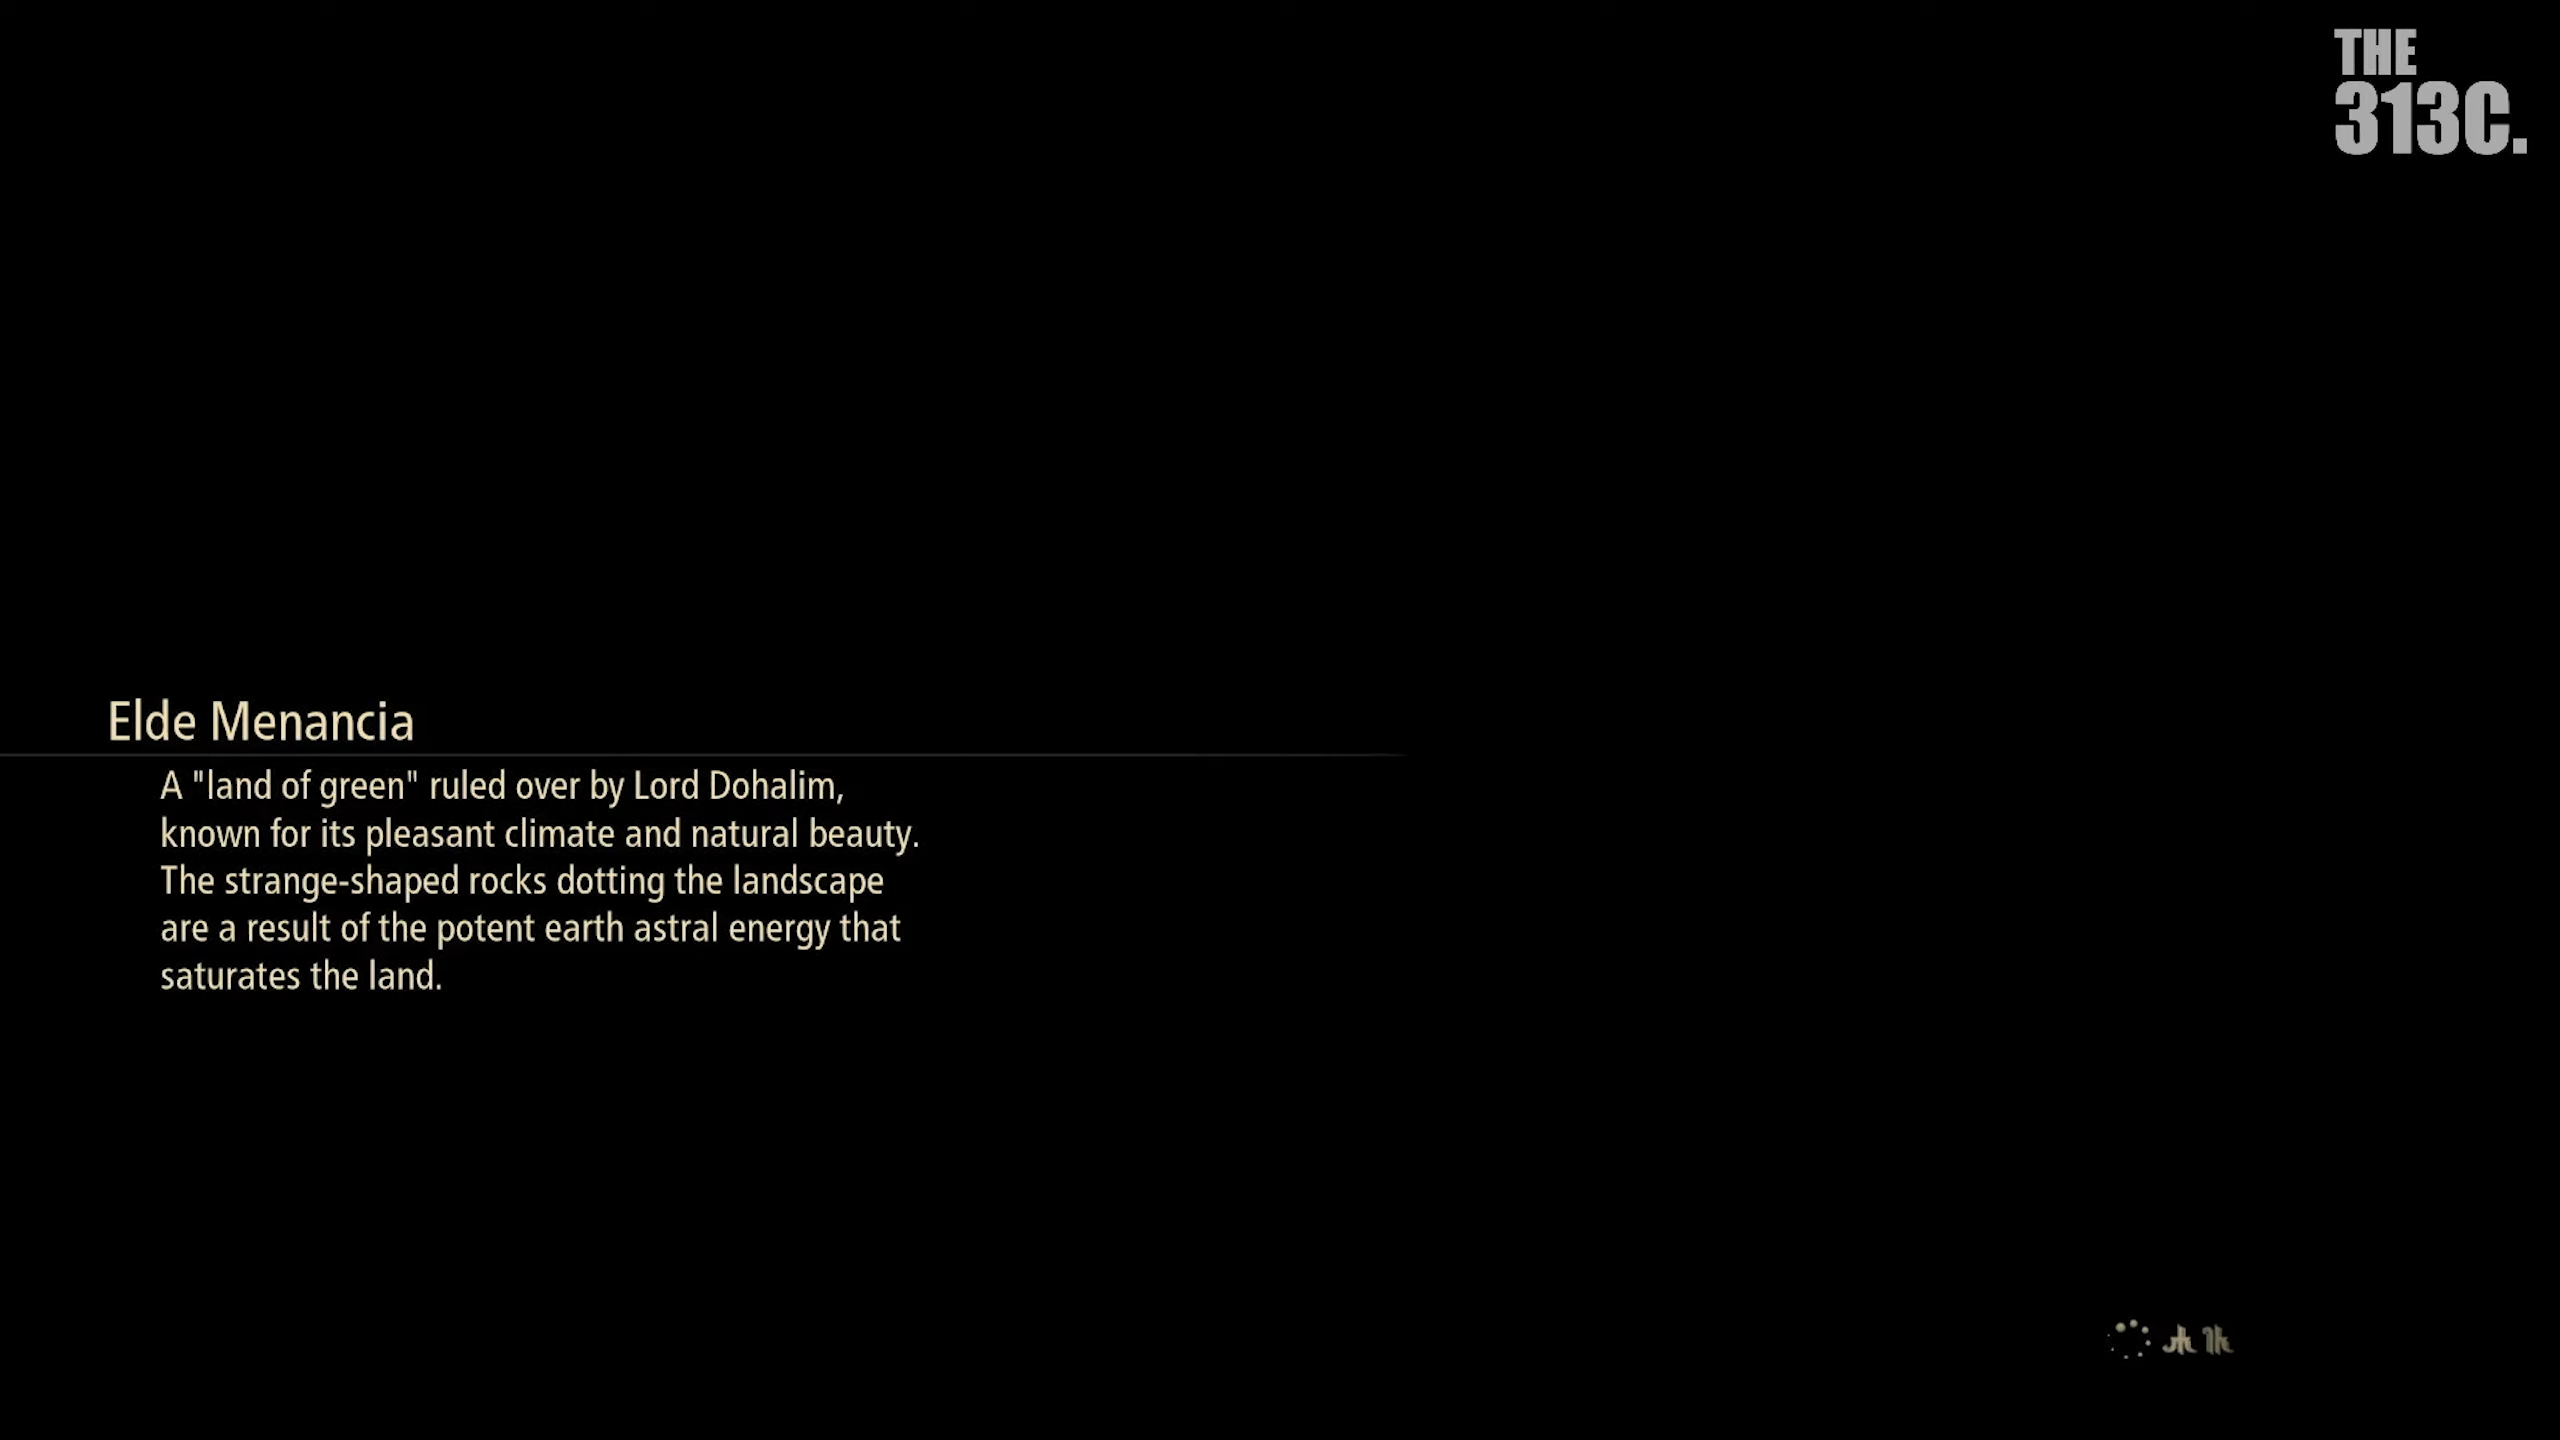 THE
313C.
Elde Menancia
A "land of green" ruled over by Lord Dohalim,
known for its pleasant climate and natural beauty.
The strange-shaped rocks dotting the landscape
are a result of the potent earth astral energy that
saturates the land.